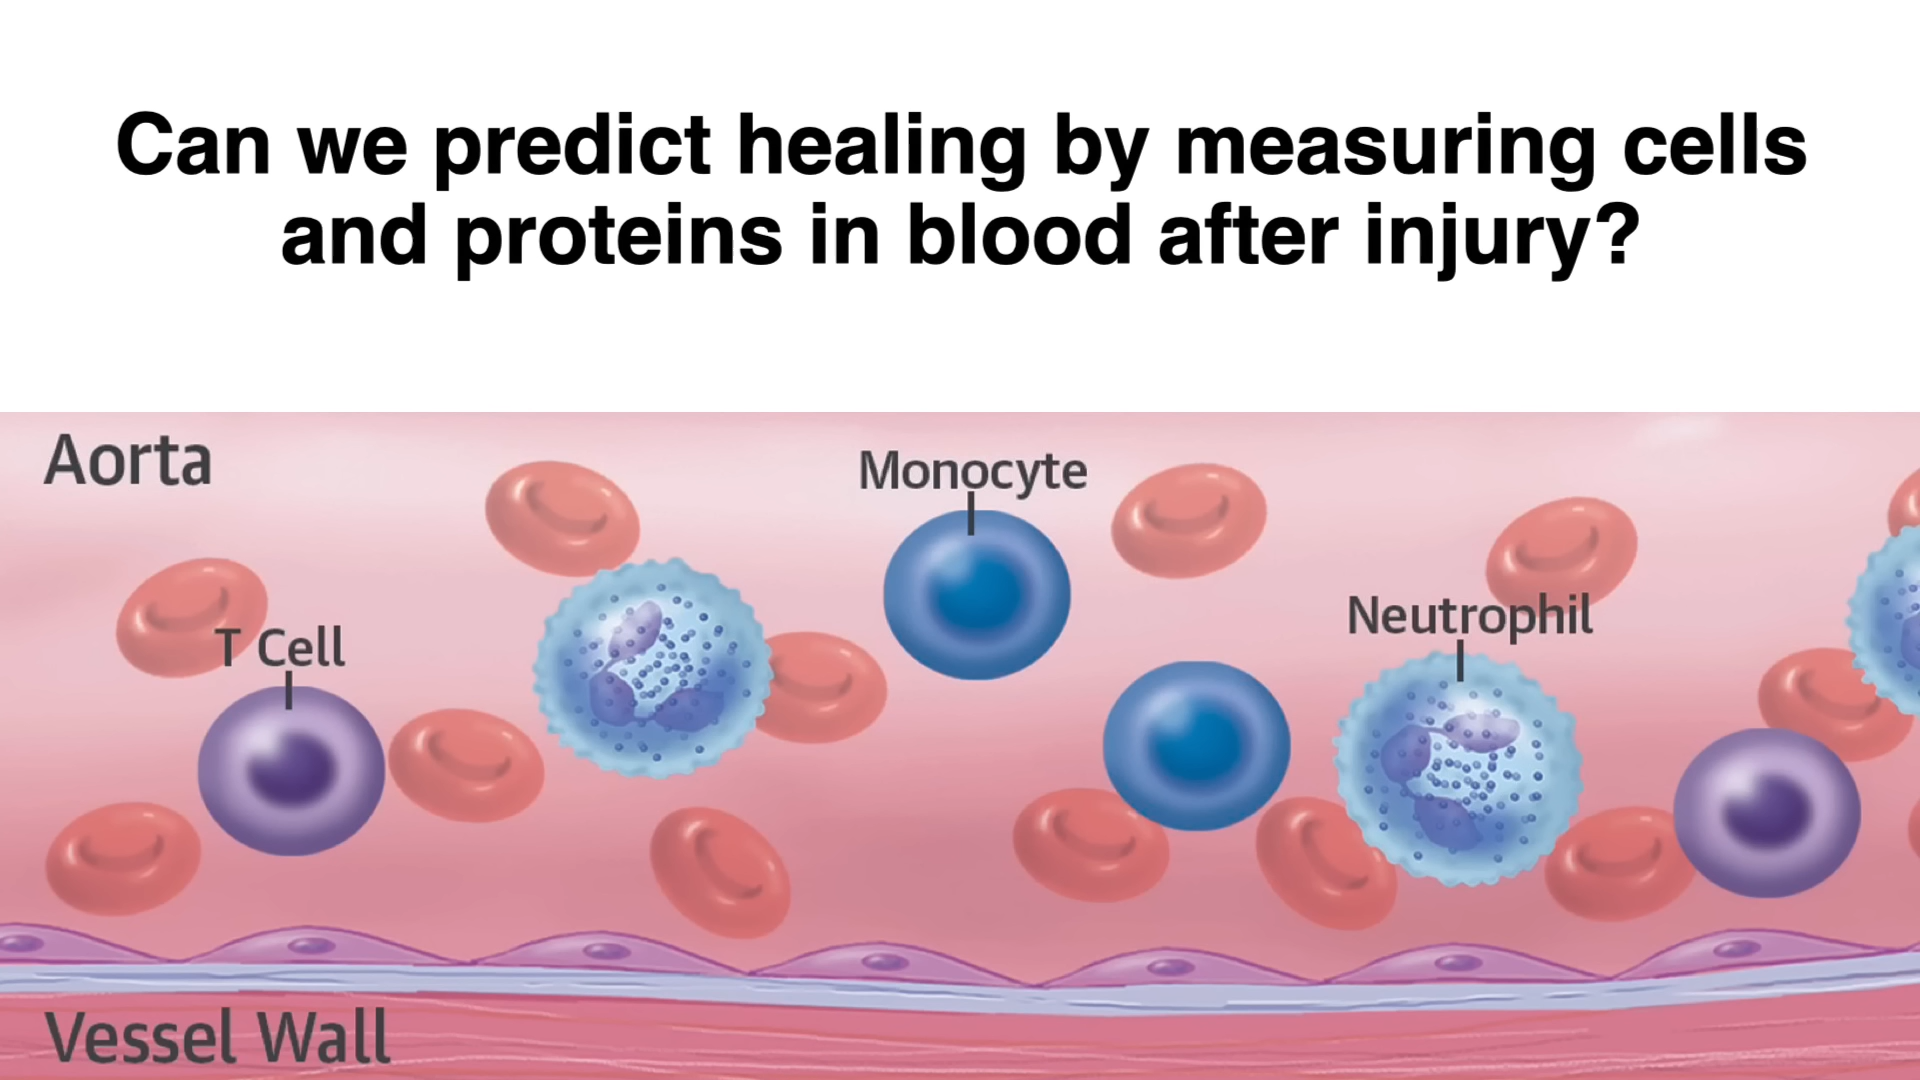 Can we predict healing by measuring cells
and proteins in blood after injury?
Aorta
Monocyte
Neutrophil
T Cell
Vessel Wall